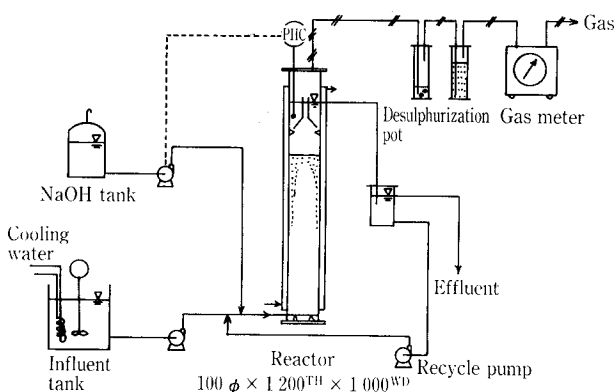 PHC
Gas
Desulphurization
pot
Gas meter
NaOH tank
Cooling
water
Effluent
Influent
tank
Reactor
100 φ × 1 200ᵀᴴ × 1 000ᵂᴰ
Recycle pump